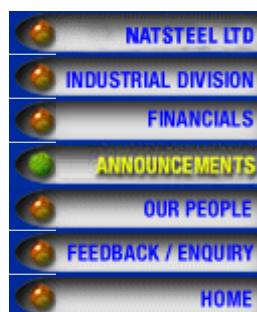 NATSTEEL LTD
INDUSTRIAL DIVISION
FINANCIALS
ANNOUNCEMENTS
OUR PEOPLE
FEEDBACK / ENQUIRY
HOME